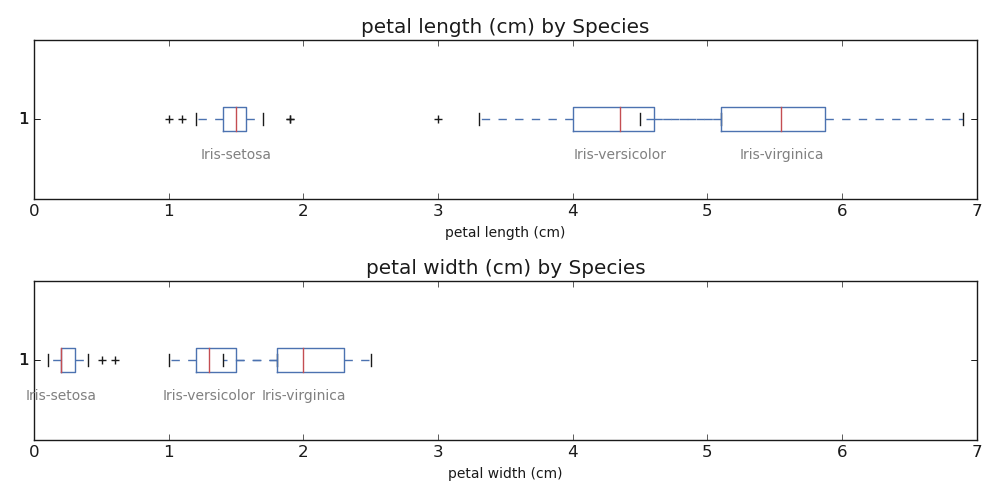 petal length (cm) by Species
1
Iris-setosa Iris-versicolor Iris-virginica
0 1 2 3 4 5 6 7
petal length (cm)
petal width (cm) by Species
1
Iris-setosa Iris-versicolor Iris-virginica
0 1 2 3 4 5 6 7
petal width (cm)